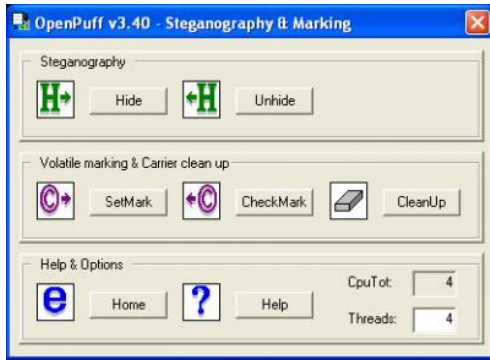 OpenPuff v3.40 - Steganography & Marking
Steganography
H H
Hide Unhide
Volatile marking & Carrier clean up
© ©
SetMark CheckMark CleanUp
Help & Options
e ?
Home Help
CpuTot: 4
Threads: 4